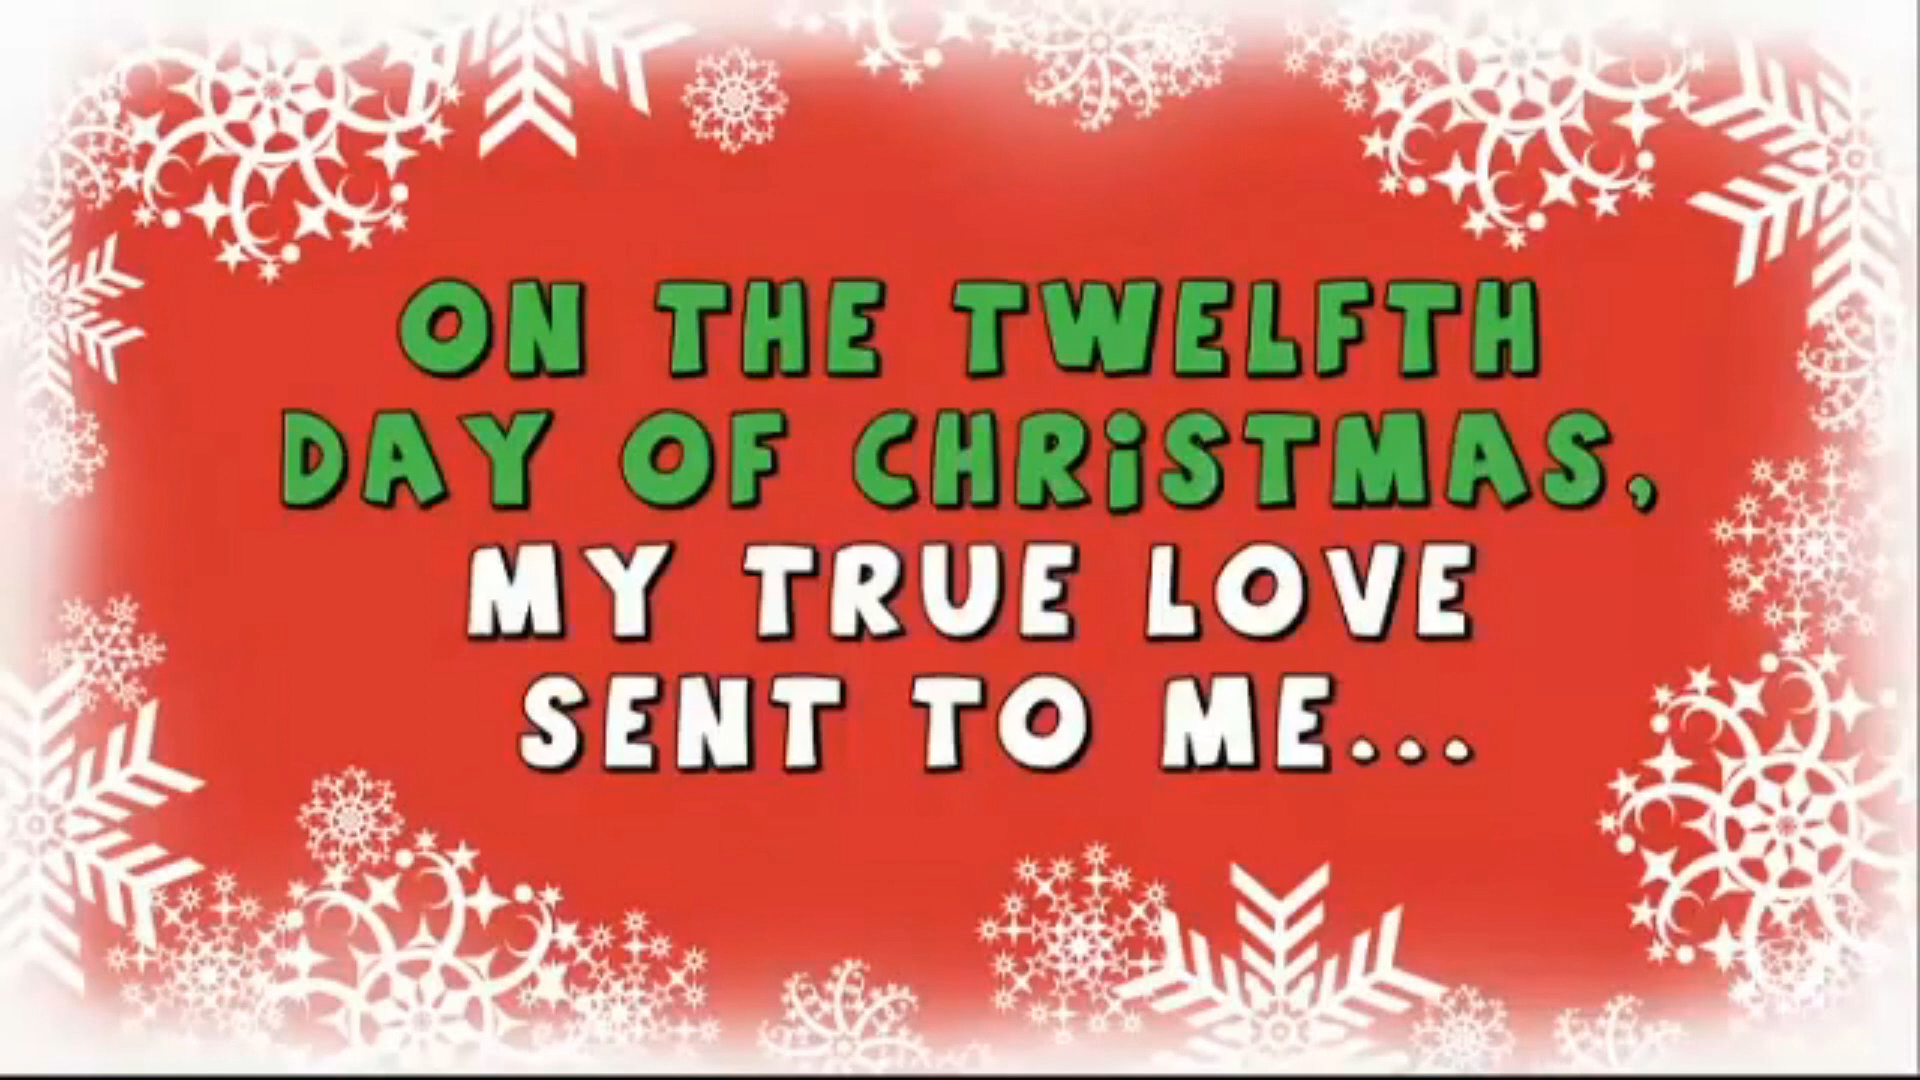 ON THE TWELFTH
DAY OF CHRiSTMAS,
MY TRUE LOVE
SENT TO ME...